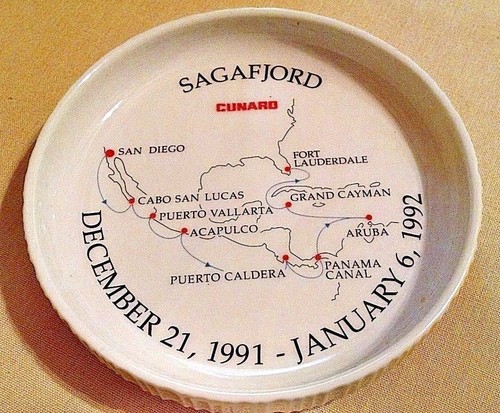 SAGAFJORD
CUNARD
SAN DIEGO
FORT
LAUDERDALE
CABO SAN LUCAS
GRAND CAYMAN
PUERTO VALLARTA
ACAPULCO
ARUBA
PUERTO CALDERA
PANAMA
CANAL
DECEMBER 21, 1991 - JANUARY 6, 1992